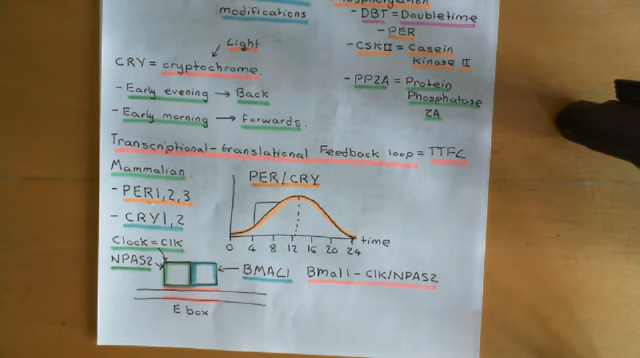 modifications
Phosphorylation
- DBT = Doubletime
- PER
- CSKII = Casein
kinase II
- PP2A = Protein
Phosphatase
2A
Light
CRY = cryptochrome.
- Early evening → Back
- Early morning → forwards.
Transcriptional-translational Feedback loop = TTFL
Mammalian
- PER1,2,3
- CRY1,2
PER/CRY
0 4 8 12 16 20 24 time
Clock = Clk
NPAS2
BMAL1
Bmal1-Clk/NPAS2
E box